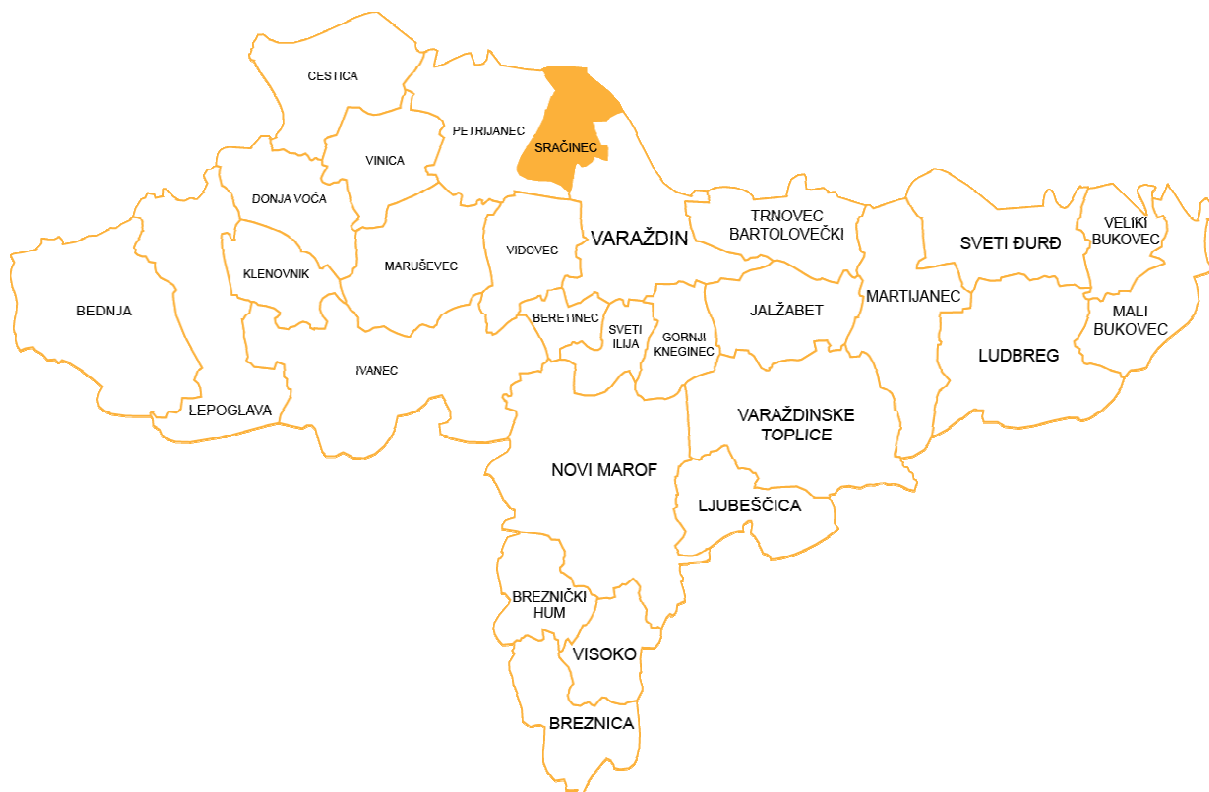 CESTICA
PETRIJANEC
SRAČINEC
VINICA
DONJA VOĆA
TRNOVEC
BARTOLOVEČKI
VELIKI
BUKOVEC
VARAŽDIN
SVETI ĐURĐ
VIDOVEC
MARUŠEVEC
KLENOVNIK
MARTIJANEC
BEDNJA
JALŽABET
MALI
BUKOVEC
BERETINEC
SVETI
ILIJA
GORNJI
KNEGINEC
LUDBREG
IVANEC
LEPOGLAVA
VARAŽDINSKE
TOPLICE
NOVI MAROF
LJUBEŠČICA
BREZNIČKI
HUM
VISOKO
BREZNICA